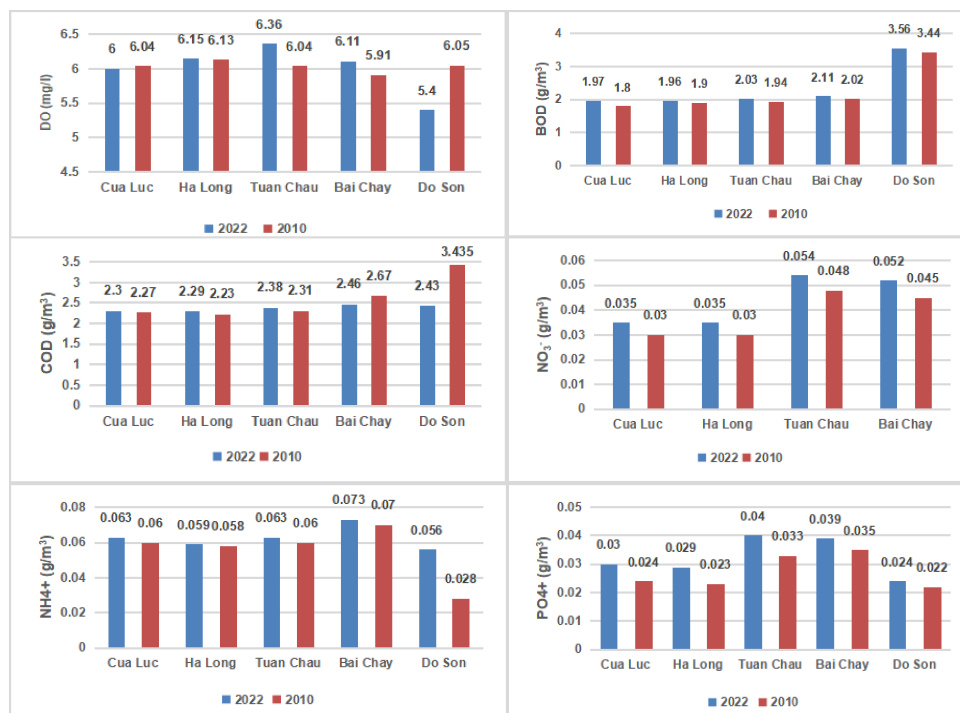 6.36
6.15 6.13
6.11
6 6.04
6.04
5.91
6.05
5.4
DO (mg/l)
6.5
6
5.5
5
4.5
Cua Luc Ha Long Tuan Chau Bai Chay Do Son
2022 2010
3.56 3.44
1.97 1.8 1.96 1.9 2.03 1.94 2.11 2.02
BOD (g/m³)
4
3
2
1
0
Cua Luc Ha Long Tuan Chau Bai Chay Do Son
2022 2010
3.435
2.3 2.27 2.29 2.23 2.38 2.31 2.46 2.67 2.43
COD (g/m³)
3.5
3
2.5
2
1.5
1
0.5
0
Cua Luc Ha Long Tuan Chau Bai Chay Do Son
2022 2010
0.054 0.048 0.052 0.045
0.035 0.03 0.035 0.03
NO₃⁻ (g/m³)
0.06
0.05
0.04
0.03
0.02
0.01
0
Cua Luc Ha Long Tuan Chau Bai Chay
2022 2010
0.063 0.06 0.059 0.058 0.063 0.06 0.073 0.07 0.056
0.028
NH4+ (g/m³)
0.08
0.06
0.04
0.02
0
Cua Luc Ha Long Tuan Chau Bai Chay Do Son
2022 2010
0.04 0.033 0.039 0.035
0.03 0.024 0.029 0.023 0.024 0.022
PO4+ (g/m³)
0.05
0.04
0.03
0.02
0.01
0
Cua Luc Ha Long Tuan Chau Bai Chay Do Son
2022 2010